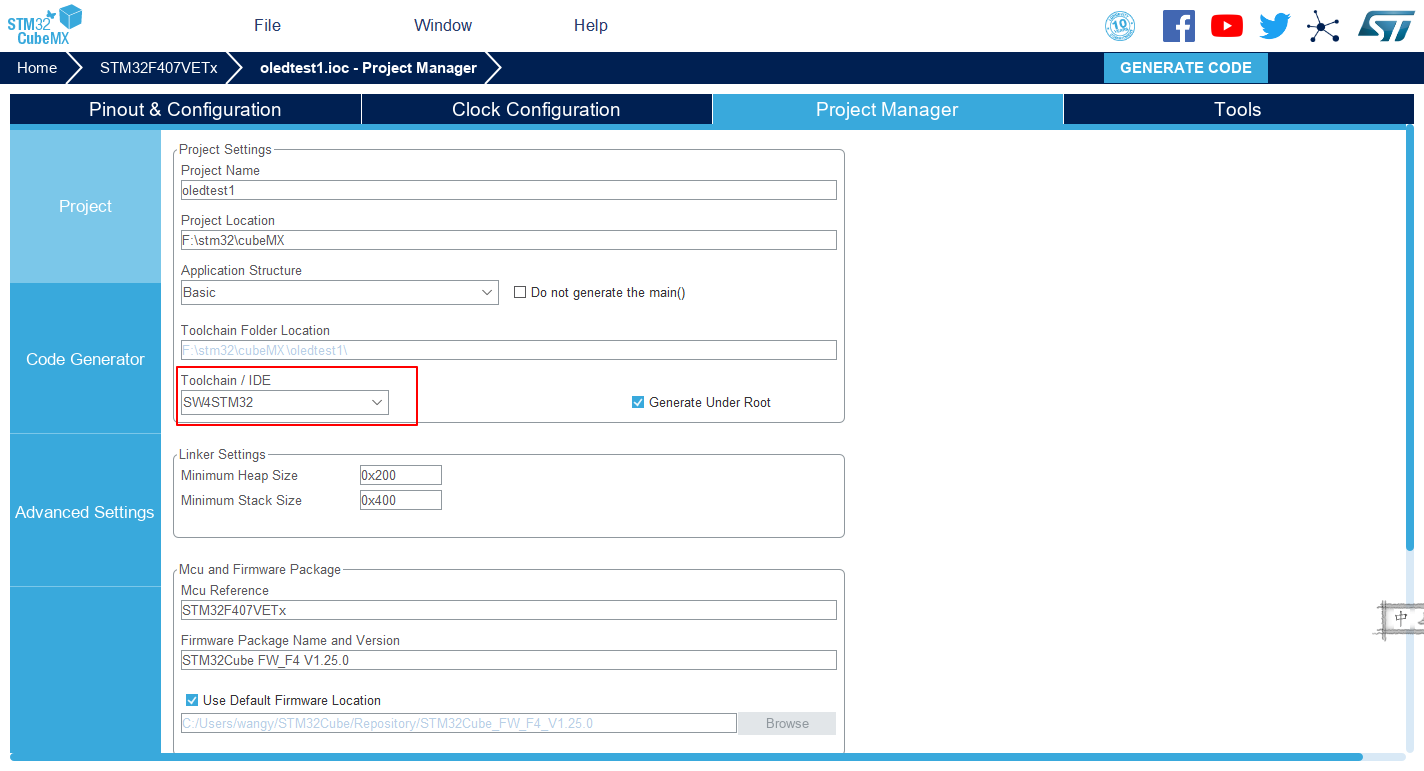 STM32
CubeMX
File
Window
Help
19
ST
Home
STM32F407VETx
oledtest1.ioc - Project Manager
GENERATE CODE
Pinout & Configuration
Clock Configuration
Project Manager
Tools
Project
Code Generator
Advanced Settings
Project Settings
Project Name
oledtest1
Project Location
F:\stm32\cubeMX
Application Structure
Basic
Do not generate the main()
Toolchain Folder Location
F:\stm32\cubeMX\oledtest1\
Toolchain / IDE
SW4STM32
Generate Under Root
Linker Settings
Minimum Heap Size
0x200
Minimum Stack Size
0x400
Mcu and Firmware Package
Mcu Reference
STM32F407VETx
Firmware Package Name and Version
STM32Cube FW_F4 V1.25.0
Use Default Firmware Location
C:/Users/wangy/STM32Cube/Repository/STM32Cube_FW_F4_V1.25.0
Browse
中